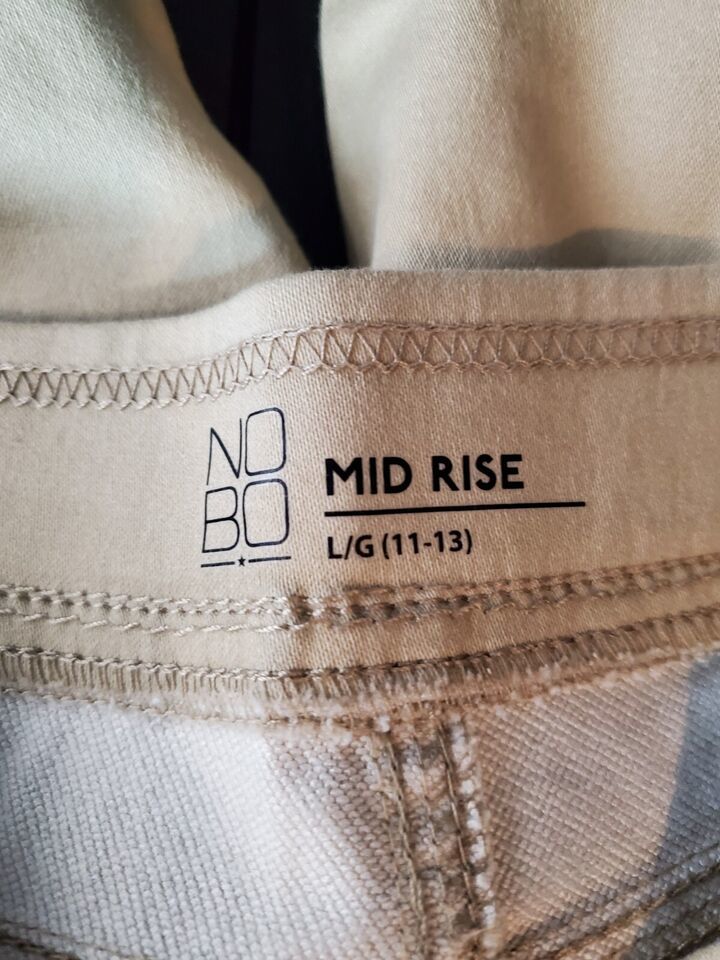 NO
BO
MID RISE
L/G (11-13)